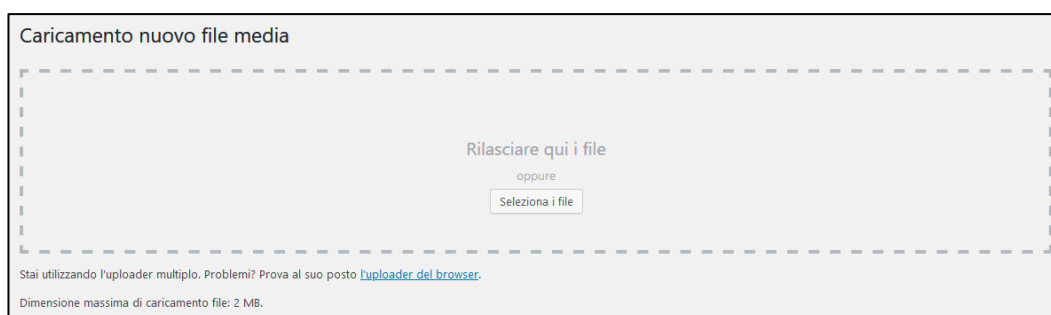 Caricamento nuovo file media
Rilasciare qui i file
oppure
Seleziona i file
Stai utilizzando l'uploader multiplo. Problemi? Prova al suo posto l'uploader del browser.
Dimensione massima di caricamento file: 2 MB.